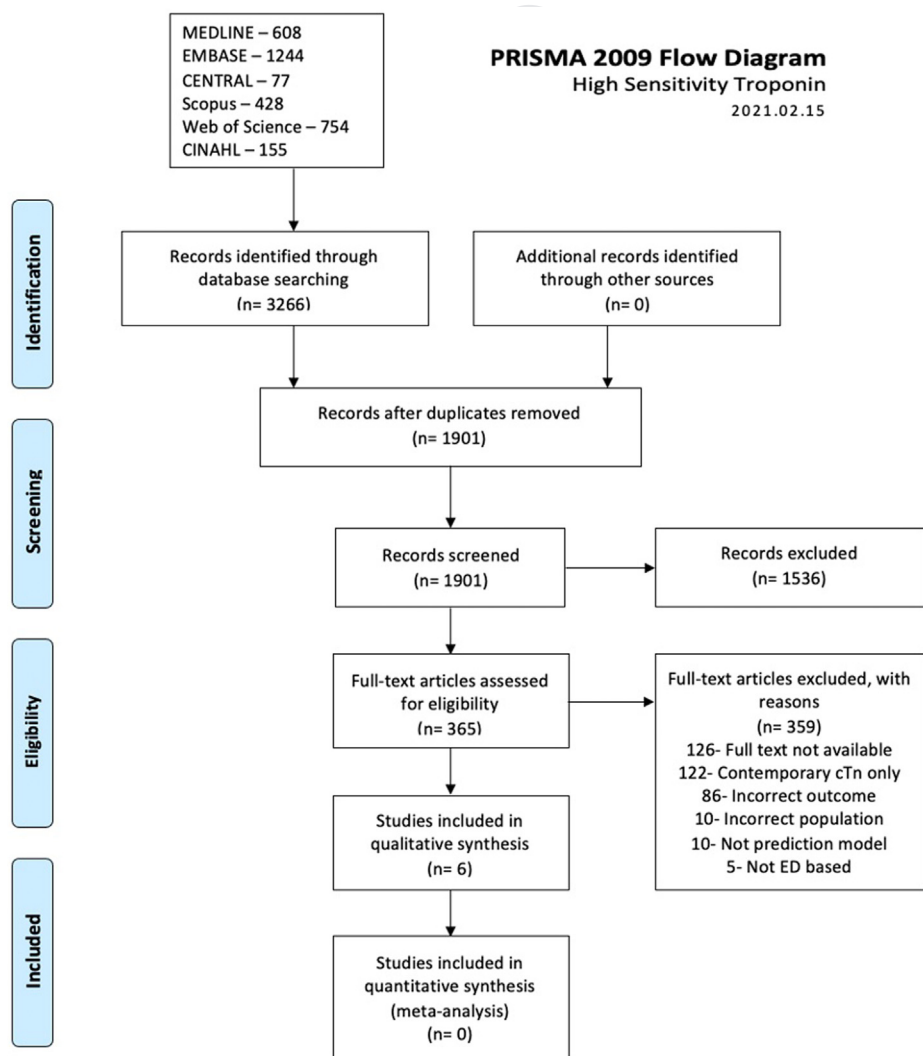 MEDLINE – 608
EMBASE – 1244
CENTRAL – 77
Scopus – 428
Web of Science – 754
CINAHL – 155
PRISMA 2009 Flow Diagram
High Sensitivity Troponin
2021.02.15
Identification
Records identified through
database searching
(n= 3266)
Additional records identified
through other sources
(n= 0)
Records after duplicates removed
(n= 1901)
Screening
Records screened
(n= 1901)
Records excluded
(n= 1536)
Eligibility
Full-text articles assessed
for eligibility
(n= 365)
Full-text articles excluded, with
reasons
(n= 359)
126- Full text not available
122- Contemporary cTn only
86- Incorrect outcome
10- Incorrect population
10- Not prediction model
5- Not ED based
Studies included in
qualitative synthesis
(n= 6)
Included
Studies included in
quantitative synthesis
(meta-analysis)
(n= 0)